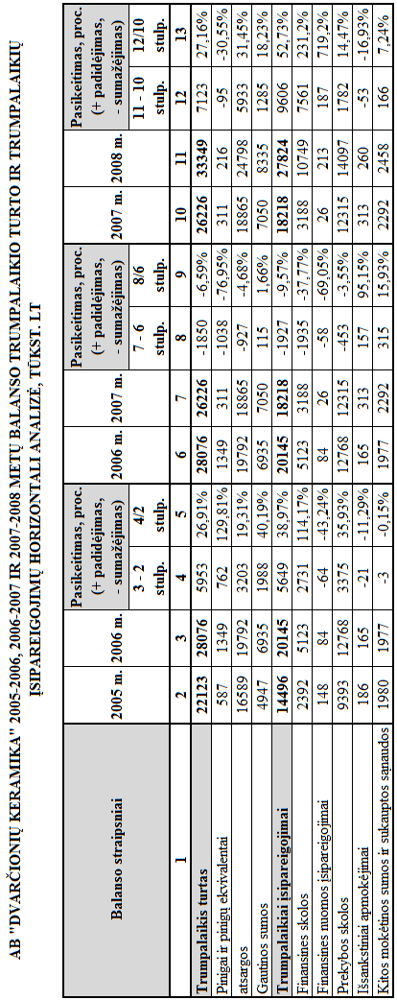 AB "DVARČIONIŲ KERAMIKA" 2005-2006, 2006-2007 IR 2007-2008 METŲ BALANSO TRUMPALAIKIO TURTO IR TRUMPALAIKIŲ
ĮSIPAREIGOJIMŲ HORIZONTALI ANALIZĖ, TŪKST. LT
Balanso straipsniai 2005 m. 2006 m. Pasikeitimas, proc. (+ padidėjimas, - sumažėjimas) 2006 m. 2007 m. Pasikeitimas, proc. (+ padidėjimas, - sumažėjimas) 2007 m. 2008 m. Pasikeitimas, proc. (+ padidėjimas, - sumažėjimas)
3 - 2 stulp. 4/2 stulp. 7 - 6 stulp. 8/6 stulp. 11 - 10 stulp. 12/10 stulp.
1 2 3 4 5 6 7 8 9 10 11 12 13
Trumpalaikis turtas 22123 28076 5953 26,91% 28076 26226 -1850 -6,59% 26226 33349 7123 27,16%
Pinigai ir pinigų ekvivalentai 587 1349 762 129,81% 1349 311 -1038 -76,95% 311 216 -95 -30,55%
atsargos 16589 19792 3203 19,31% 19792 18865 -927 -4,68% 18865 24798 5933 31,45%
Gautinos sumos 4947 6935 1988 40,19% 6935 7050 115 1,66% 7050 8335 1285 18,23%
Trumpalaikiai įsipareigojimai 14496 20145 5649 38,97% 20145 18218 -1927 -9,57% 18218 27824 9606 52,73%
Finansinės skolos 2392 5123 2731 114,17% 5123 3188 -1935 -37,77% 3188 10749 7561 231,2%
Finansinės nuomos įsipareigojimai 148 84 -64 -43,24% 84 26 -58 -69,05% 26 213 187 719,2%
Prekybos skolos 9393 12768 3375 35,93% 12768 12315 -453 -3,55% 12315 14097 1782 14,47%
Išsankstiniai apmokėjimai 186 165 -21 -11,29% 165 313 157 95,15% 313 260 -53 -16,93%
Kitos mokėtinos sumos ir sukauptos sąnaudos 1980 1977 -3 -0,15% 1977 2292 315 15,93% 2292 2458 166 7,24%